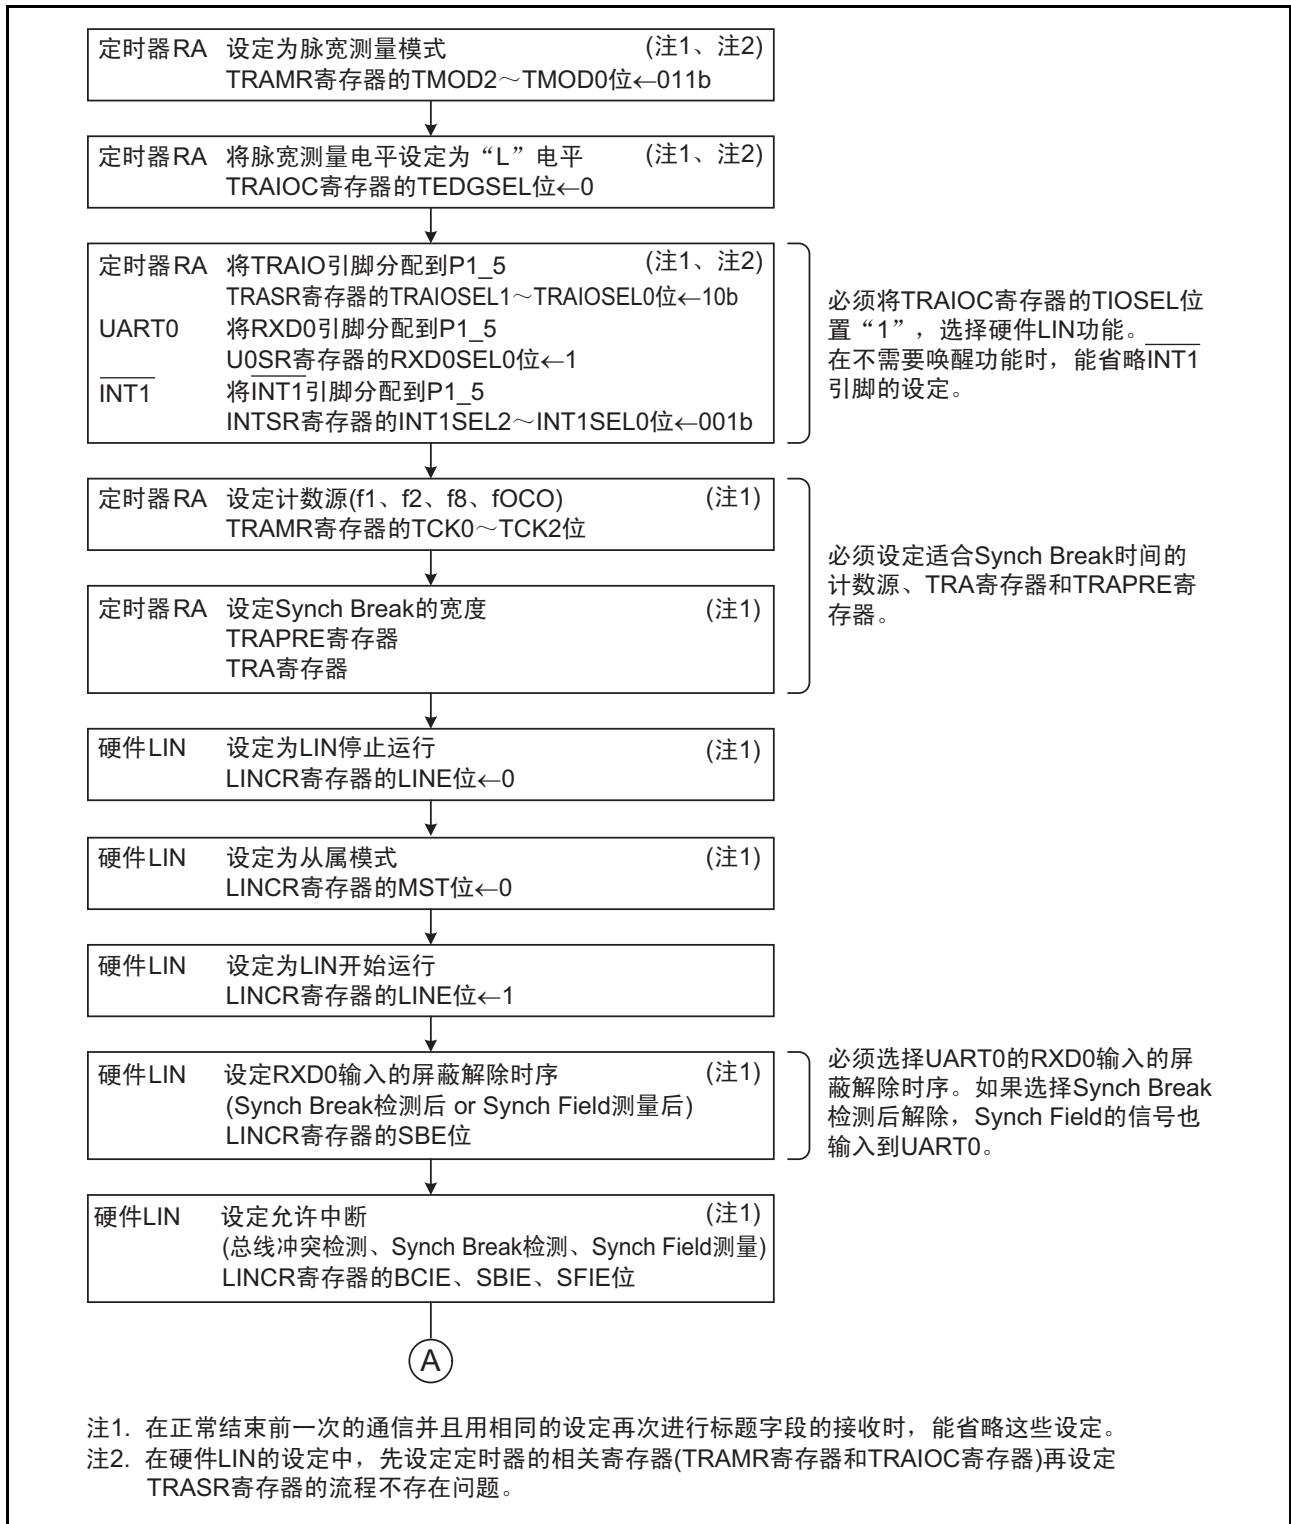 定时器RA 设定为脉宽测量模式 (注1、注2)
TRAMR寄存器的TMOD2～TMOD0位←011b
定时器RA 将脉宽测量电平设定为“L”电平 (注1、注2)
TRAIOC寄存器的TEDGSEL位←0
定时器RA 将TRAIO引脚分配到P1_5 (注1、注2)
TRASR寄存器的TRAIOSEL1～TRAIOSEL0位←10b
UART0 将RXD0引脚分配到P1_5
U0SR寄存器的RXD0SEL0位←1
INT1 将INT1引脚分配到P1_5
INTSR寄存器的INT1SEL2～INT1SEL0位←001b
必须将TRAIOC寄存器的TIOSEL位
置“1”，选择硬件LIN功能。
在不需要唤醒功能时，能省略INT1
引脚的设定。
定时器RA 设定计数源(f1、f2、f8、fOCO) (注1)
TRAMR寄存器的TCK0～TCK2位
定时器RA 设定Synch Break的宽度 (注1)
TRAPRE寄存器
TRA寄存器
必须设定适合Synch Break时间的
计数源、TRA寄存器和TRAPRE寄
存器。
硬件LIN 设定为LIN停止运行 (注1)
LINCR寄存器的LINE位←0
硬件LIN 设定为从属模式 (注1)
LINCR寄存器的MST位←0
硬件LIN 设定为LIN开始运行
LINCR寄存器的LINE位←1
硬件LIN 设定RXD0输入的屏蔽解除时序 (注1)
(Synch Break检测后 or Synch Field测量后)
LINCR寄存器的SBE位
必须选择UART0的RXD0输入的屏
蔽解除时序。如果选择Synch Break
检测后解除，Synch Field的信号也
输入到UART0。
硬件LIN 设定允许中断 (注1)
(总线冲突检测、Synch Break检测、Synch Field测量)
LINCR寄存器的BCIE、SBIE、SFIE位
A
注1. 在正常结束前一次的通信并且用相同的设定再次进行标题字段的接收时，能省略这些设定。
注2. 在硬件LIN的设定中，先设定定时器的相关寄存器(TRAMR寄存器和TRAIOC寄存器)再设定
TRASR寄存器的流程不存在问题。